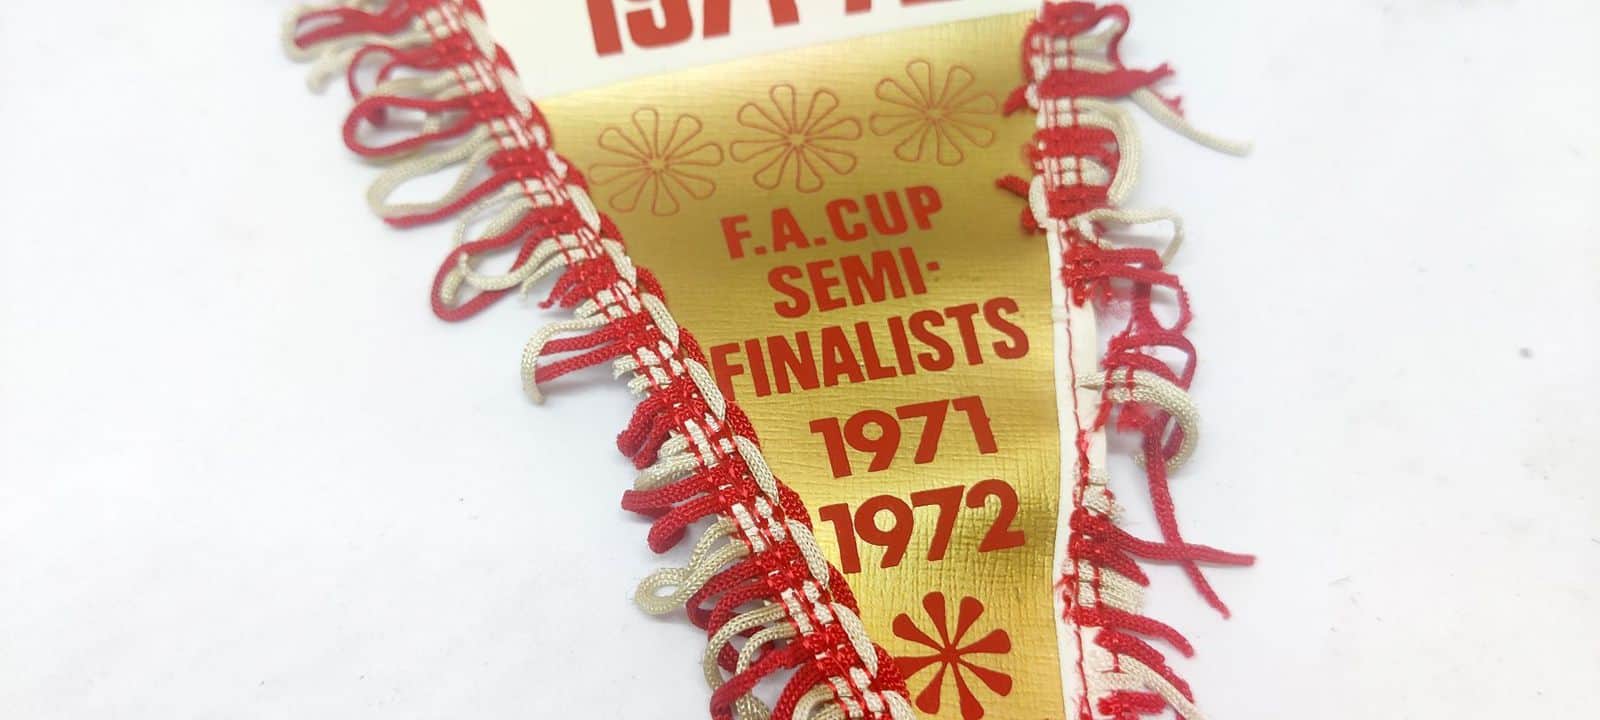 F.A.CUP
SEMI-
FINALISTS
1971
1972